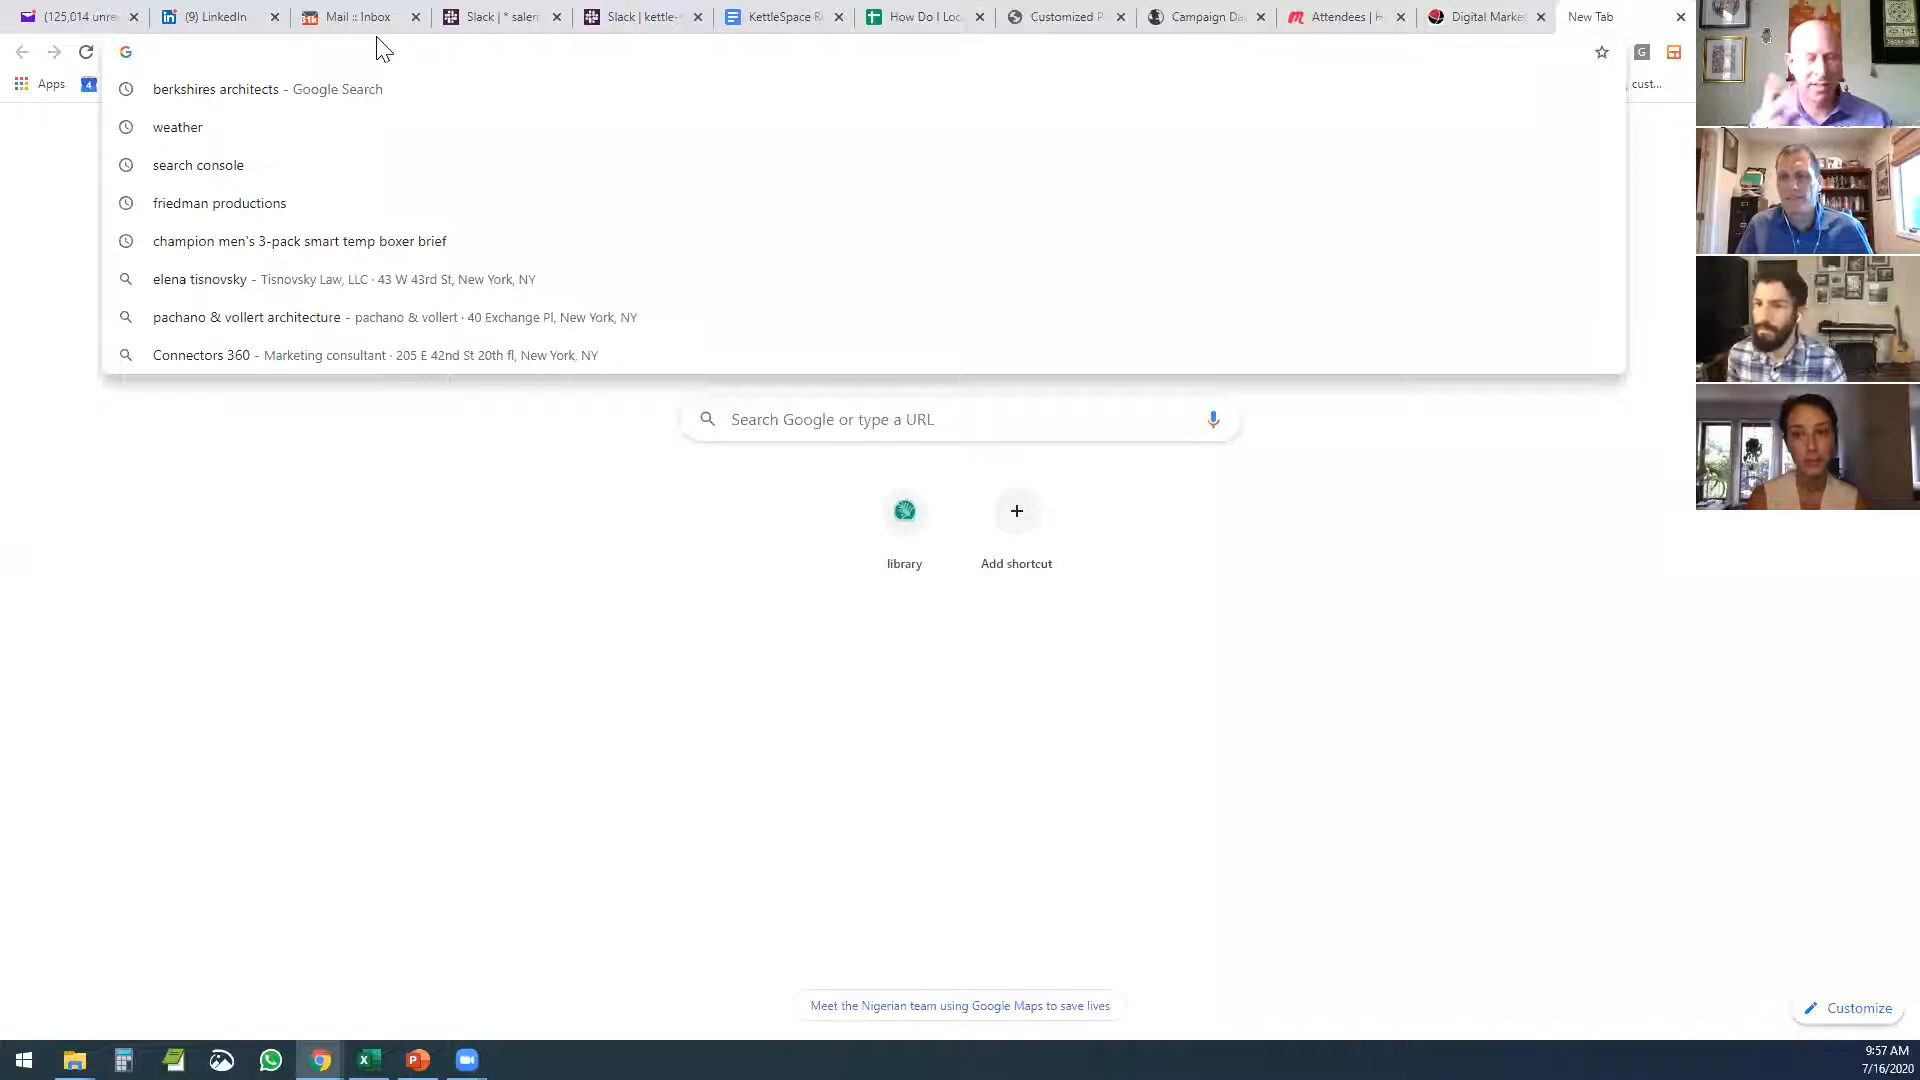 (125,014 unre
(9) LinkedIn
31k
Mail :: Inbox
Slack | * salem
Slack | kettle-
KettleSpace R
How Do I Loo
Customized P
Campaign Da
Attendees | H
Digital Market
New Tab
G
Apps
4
cust...
berkshires architects - Google Search
weather
search console
friedman productions
champion men's 3-pack smart temp boxer brief
elena tisnovsky - Tisnovsky Law, LLC · 43 W 43rd St, New York, NY
pachano & vollert architecture - pachano & vollert · 40 Exchange Pl, New York, NY
Connectors 360 - Marketing consultant · 205 E 42nd St 20th fl, New York, NY
Search Google or type a URL
library
Add shortcut
Meet the Nigerian team using Google Maps to save lives
Customize
9:57 AM
7/16/2020